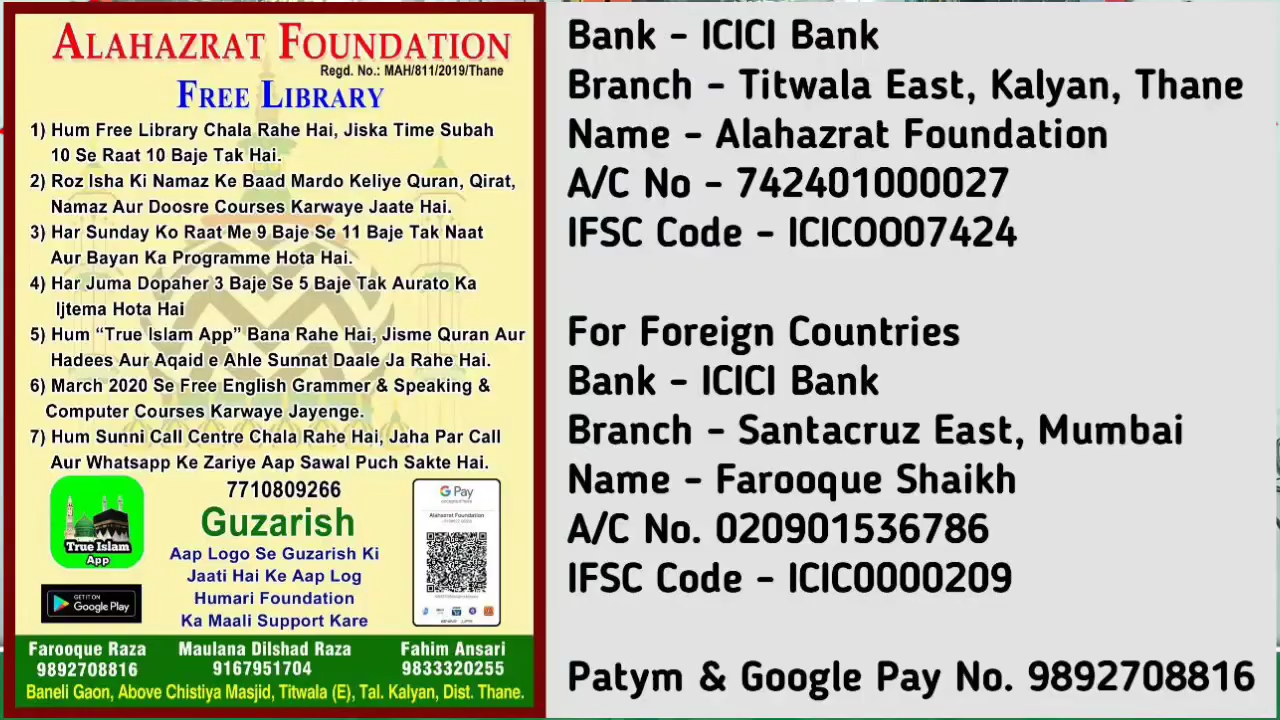 ALAHAZRAT FOUNDATION
Regd. No.: MAH/811/2019/Thane
FREE LIBRARY
1) Hum Free Library Chala Rahe Hai, Jiska Time Subah
10 Se Raat 10 Baje Tak Hai.
2) Roz Isha Ki Namaz Ke Baad Mardo Keliye Quran, Qirat,
Namaz Aur Doosre Courses Karwaye Jaate Hai.
3) Har Sunday Ko Raat Me 9 Baje Se 11 Baje Tak Naat
Aur Bayan Ka Programme Hota Hai.
4) Har Juma Dopaher 3 Baje Se 5 Baje Tak Aurato Ka
Ijtema Hota Hai
5) Hum “True Islam App” Bana Rahe Hai, Jisme Quran Aur
Hadees Aur Aqaid e Ahle Sunnat Daale Ja Rahe Hai.
6) March 2020 Se Free English Grammer & Speaking &
Computer Courses Karwaye Jayenge.
7) Hum Sunni Call Centre Chala Rahe Hai, Jaha Par Call
Aur Whatsapp Ke Zariye Aap Sawal Puch Sakte Hai.
7710809266
Guzarish
Aap Logo Se Guzarish Ki
Jaati Hai Ke Aap Log
Humari Foundation
Ka Maali Support Kare
True Islam
App
GET IT ON
Google Play
G Pay
Alahazrat Foundation
Farooque Raza
9892708816
Maulana Dilshad Raza
9167951704
Fahim Ansari
9833320255
Baneli Gaon, Above Chistiya Masjid, Titwala (E), Tal. Kalyan, Dist. Thane.
Bank - ICICI Bank
Branch - Titwala East, Kalyan, Thane
Name - Alahazrat Foundation
A/C No - 742401000027
IFSC Code - ICICOOO7424
For Foreign Countries
Bank - ICICI Bank
Branch - Santacruz East, Mumbai
Name - Farooque Shaikh
A/C No. 020901536786
IFSC Code - ICIC0000209
Patym & Google Pay No. 9892708816